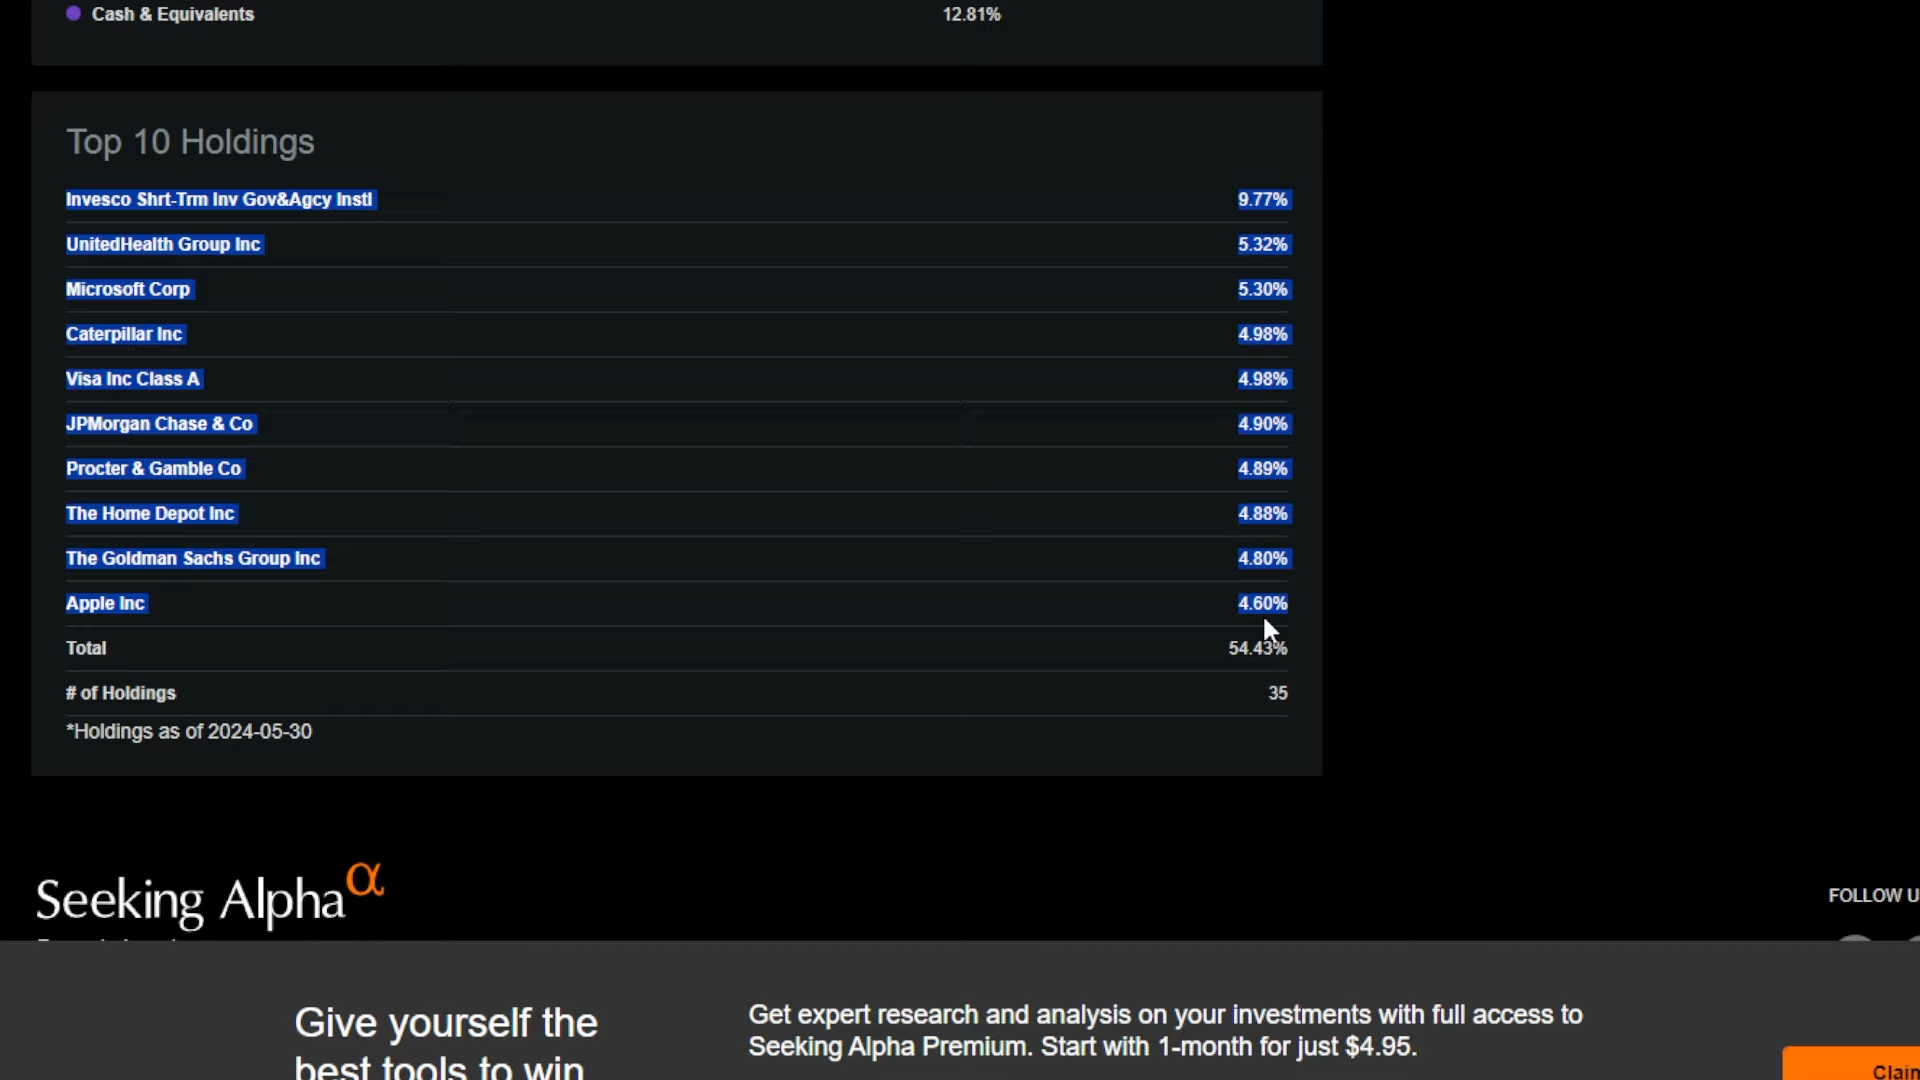 Cash & Equivalents 12.81%
Top 10 Holdings
Invesco Shrt-Trm Inv Gov&Agcy Instl 9.77%
UnitedHealth Group Inc 5.32%
Microsoft Corp 5.30%
Caterpillar Inc 4.98%
Visa Inc Class A 4.98%
JPMorgan Chase & Co 4.90%
Procter & Gamble Co 4.89%
The Home Depot Inc 4.88%
The Goldman Sachs Group Inc 4.80%
Apple Inc 4.60%
Total 54.43%
# of Holdings 35
*Holdings as of 2024-05-30
Seeking Alphaα
FOLLOW U
Give yourself the
best tools to win
Get expert research and analysis on your investments with full access to
Seeking Alpha Premium. Start with 1-month for just $4.95.
Claim